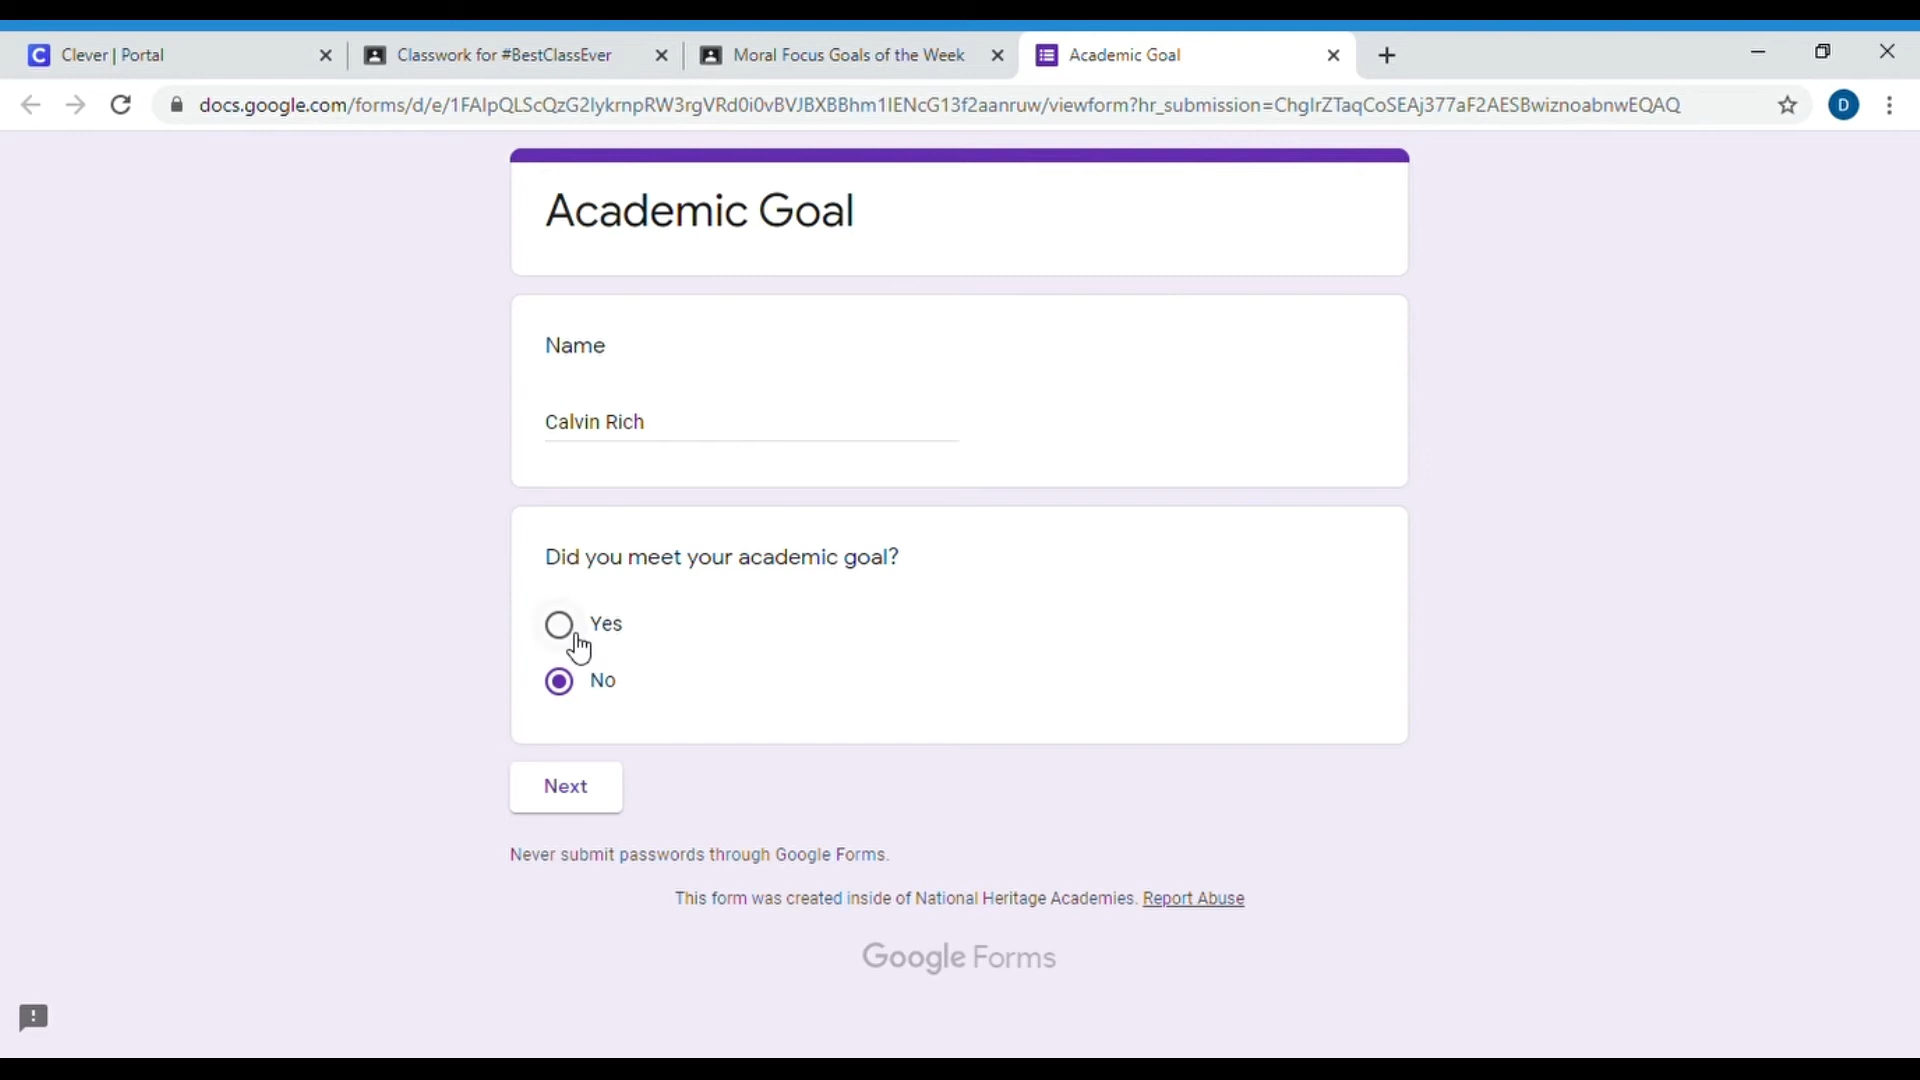 Clever | Portal
Classwork for #BestClassEver
Moral Focus Goals of the Week
Academic Goal
docs.google.com/forms/d/e/1FAIpQLScQzG2IykrnpRW3rgVRd0i0vBVJBXBBhm1IENcG13f2aanruw/viewform?hr_submission=ChgIrZTaqCoSEAj377aF2AESBwiznoabnwEQAQ
D
Academic Goal
Name
Calvin Rich
Did you meet your academic goal?
Yes
No
Next
Never submit passwords through Google Forms.
This form was created inside of National Heritage Academies. Report Abuse
Google Forms